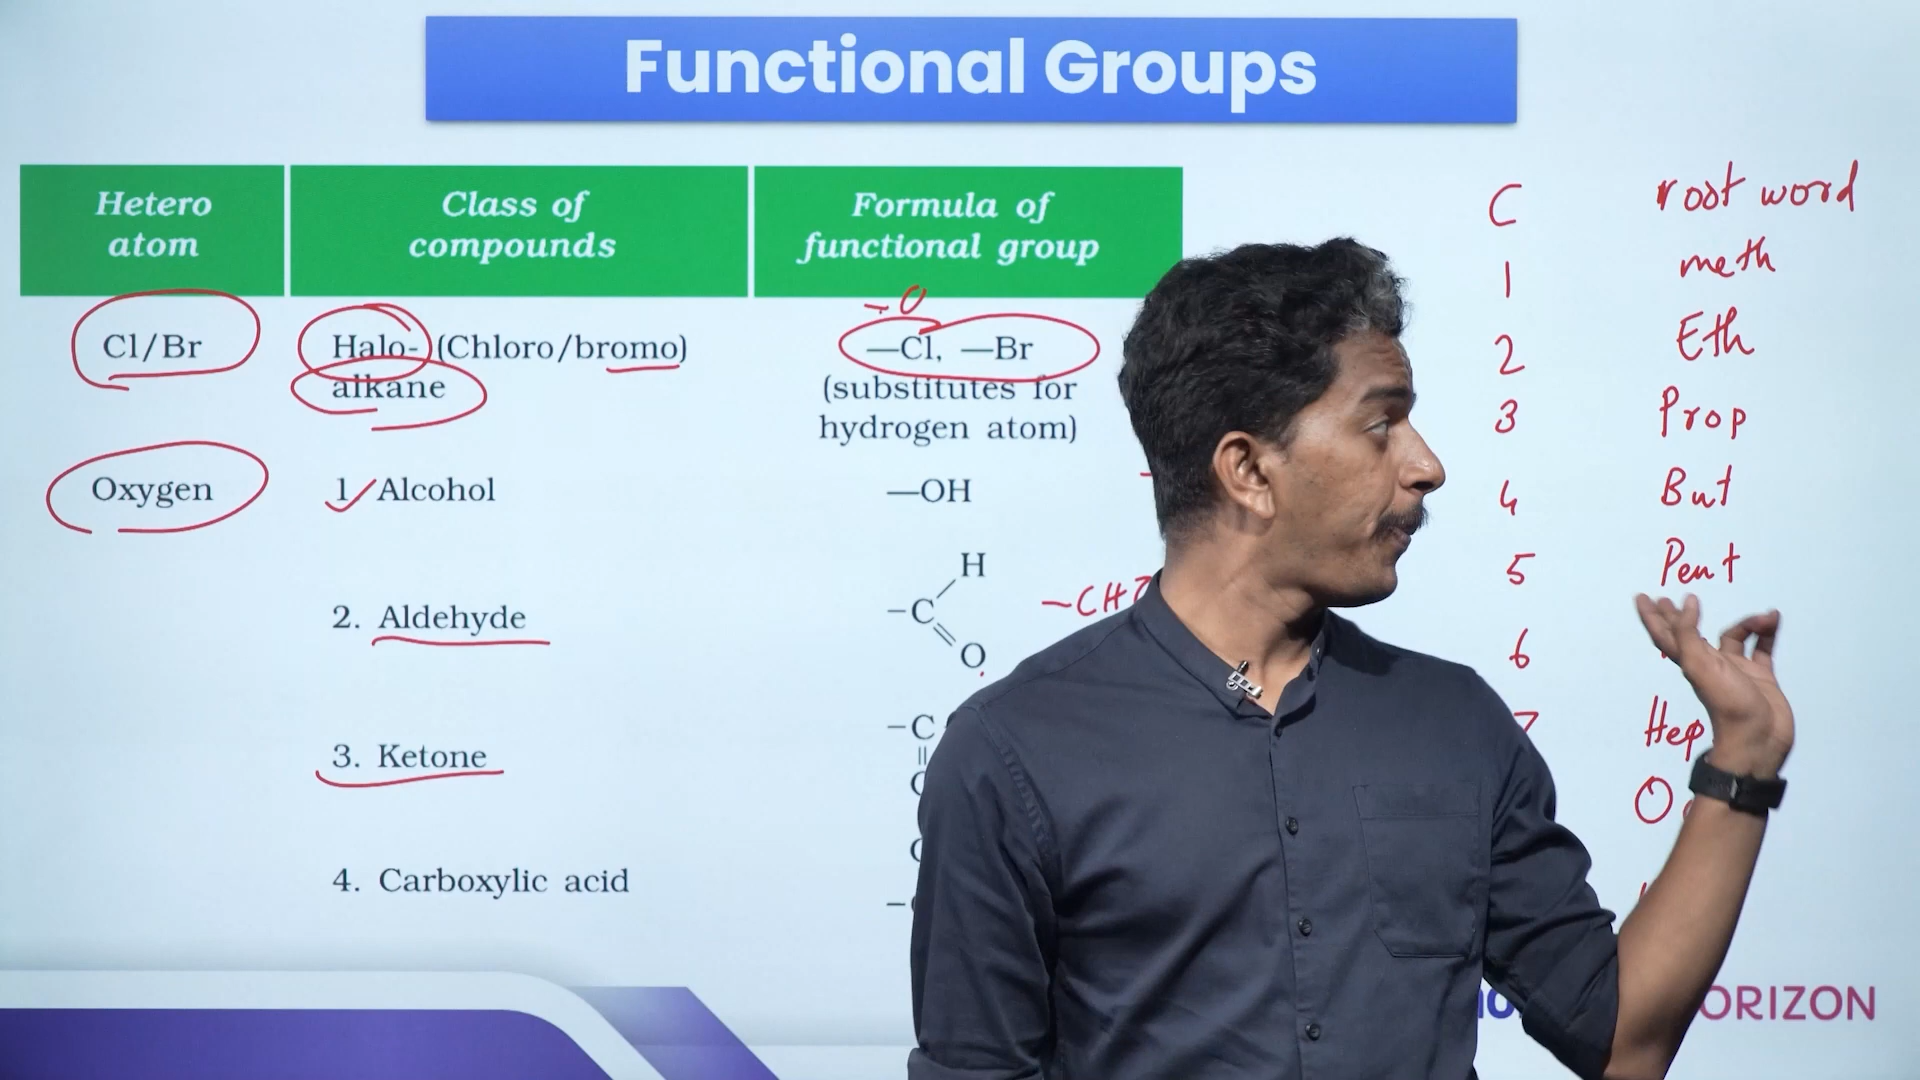 Functional Groups
Hetero atom
Class of compounds
Formula of functional group
Cl/Br
Halo- (Chloro/bromo) alkane
—Cl, —Br
(substitutes for
hydrogen atom)
Oxygen
1 Alcohol
—OH
2. Aldehyde
H
–C
O
3. Ketone
–C
4. Carboxylic acid
C root word
1 meth
2 Eth
3 Prop
4 But
5 Pent
6
7 Hep
ORIZON